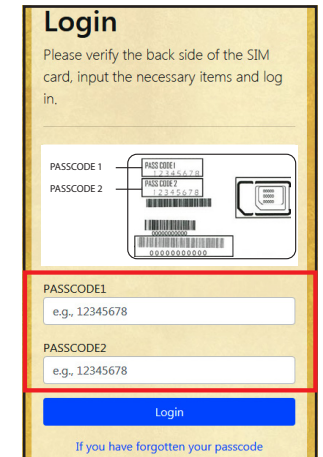 Login
Please verify the back side of the SIM
card, input the necessary items and log
in.
PASSCODE 1
PASS CODE 1
12345678
PASSCODE 2
PASS CODE 2
12345678
00000000000
00000000000
PASSCODE1
e.g., 12345678
PASSCODE2
e.g., 12345678
Login
If you have forgotten your passcode